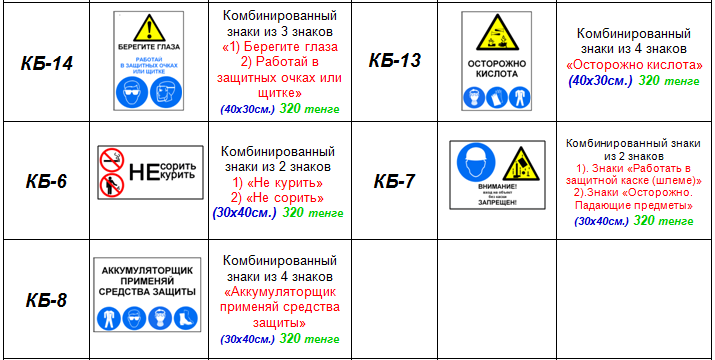 КБ-14
БЕРЕГИТЕ ГЛАЗА
РАБОТАЙ
В ЗАЩИТНЫХ ОЧКАХ
ИЛИ ЩИТКЕ
Комбинированный
знаки из 3 знаков
«1) Берегите глаза
2) Работай в
защитных очках или
щитке»
(40х30см.) 320 тенге
КБ-13
ОСТОРОЖНО
КИСЛОТА
Комбинированный
знаки из 4 знаков
«Осторожно кислота»
(40х30см.) 320 тенге
КБ-6
НЕ сорить
курить
Комбинированный
знаки из 2 знаков
1) «Не курить»
2) «Не сорить»
(30х40см.) 320 тенге
КБ-7
ВНИМАНИЕ!
вход на объект
без каски
ЗАПРЕЩЕН!
Комбинированный знаки
из 2 знаков
1). Знаки «Работать в
защитной каске (шлеме)»
2).Знаки «Осторожно.
Падающие предметы»
(30х40см.) 320 тенге
КБ-8
АККУМУЛЯТОРЩИК
ПРИМЕНЯЙ
СРЕДСТВА ЗАЩИТЫ
Комбинированный
знаки из 4 знаков
«Аккумуляторщик
применяй средства
защиты»
(30х40см.) 320 тенге